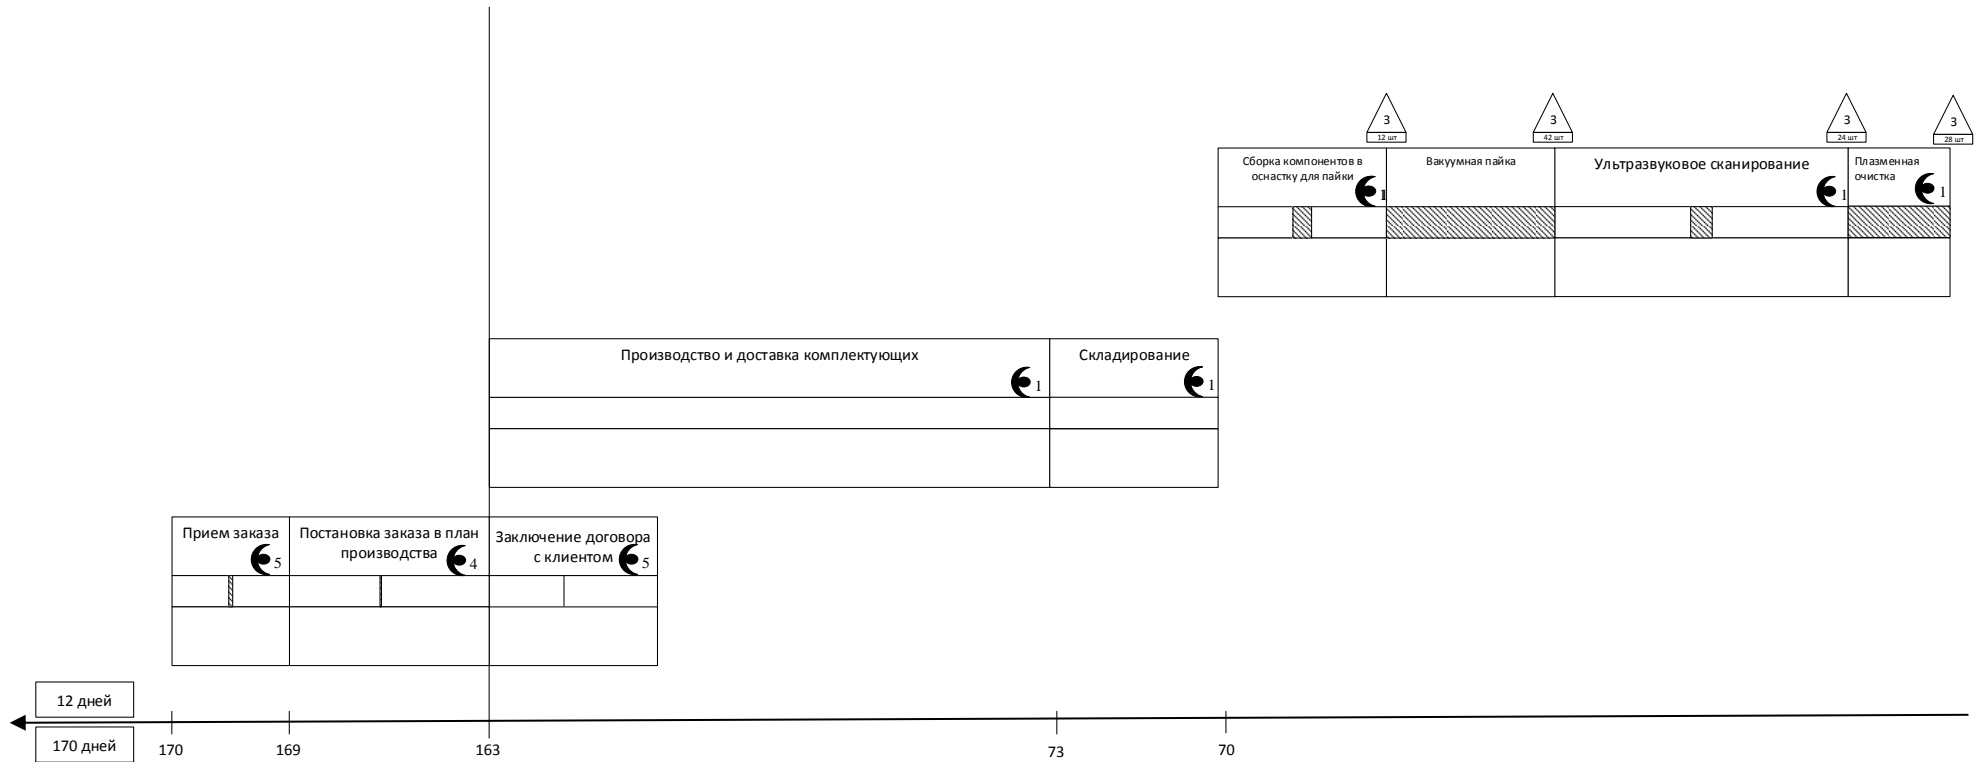 3
12 шт
3
42 шт
3
24 шт
3
28 шт
Сборка компонентов в
оснастку для пайки
1
Вакуумная пайка
Ультразвуковое сканирование
1
Плазменная
очистка
1
Производство и доставка комплектующих
1
Складирование
1
Прием заказа
5
Постановка заказа в план
производства
4
Заключение договора
с клиентом
5
12 дней
170 дней
170
169
163
73
70